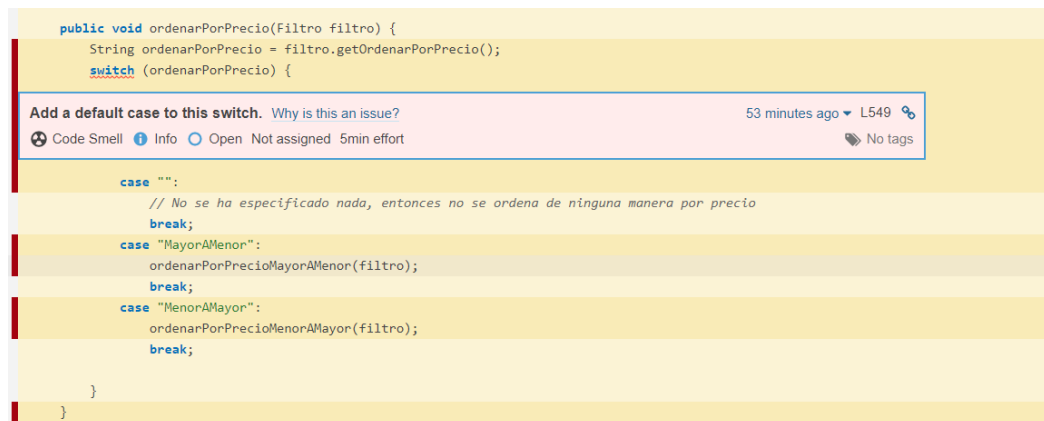 public void ordenarPorPrecio(Filtro filtro) {
String ordenarPorPrecio = filtro.getOrdenarPorPrecio();
switch (ordenarPorPrecio) {
Add a default case to this switch. Why is this an issue? 53 minutes ago L549
Code Smell Info Open Not assigned 5min effort No tags
case "":
// No se ha especificado nada, entonces no se ordena de ninguna manera por precio
break;
case "MayorAMenor":
ordenarPorPrecioMayorAMenor(filtro);
break;
case "MenorAMayor":
ordenarPorPrecioMenorAMayor(filtro);
break;
}
}